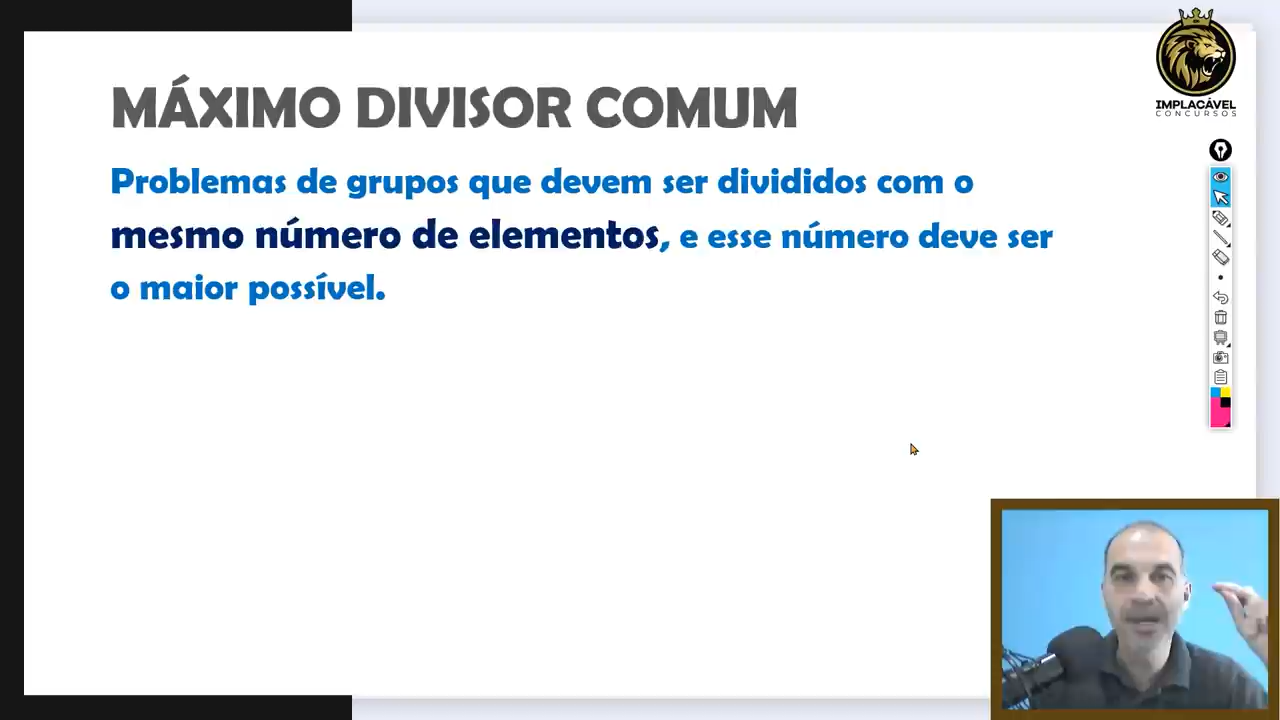 IMPLACÁVEL
CONCURSOS
MÁXIMO DIVISOR COMUM
Problemas de grupos que devem ser divididos com o
mesmo número de elementos, e esse número deve ser
o maior possível.